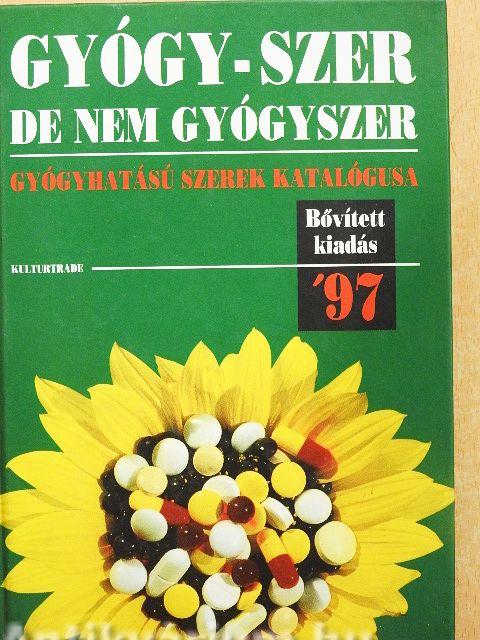 GYÓGY-SZER
DE NEM GYÓGYSZER
GYÓGYHATÁSÚ SZEREK KATALÓGUSA
Bővített
kiadás
'97
KULTURTRADE